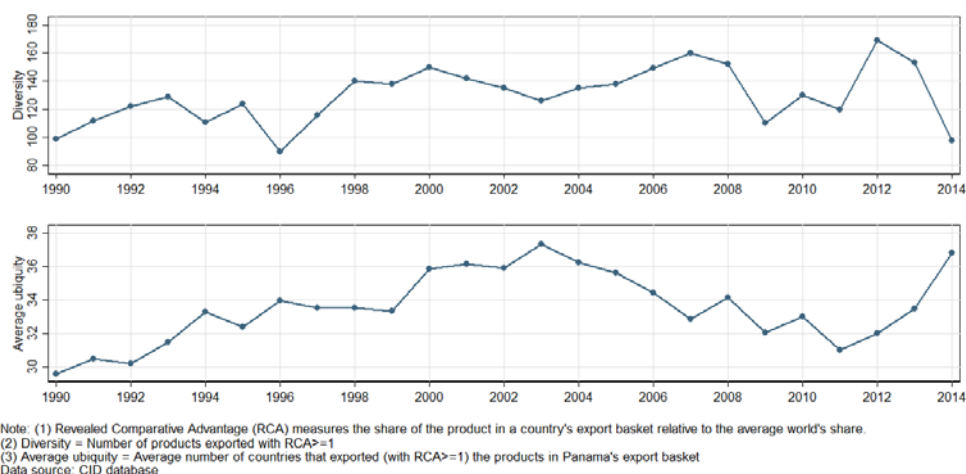 180
160
140
120
100
80
Diversity
1990 1992 1994 1996 1998 2000 2002 2004 2006 2008 2010 2012 2014
38
36
34
32
30
Average ubiquity
1990 1992 1994 1996 1998 2000 2002 2004 2006 2008 2010 2012 2014
Note: (1) Revealed Comparative Advantage (RCA) measures the share of the product in a country's export basket relative to the average world's share.
(2) Diversity = Number of products exported with RCA>=1
(3) Average ubiquity = Average number of countries that exported (with RCA>=1) the products in Panama's export basket
Data source: CID database